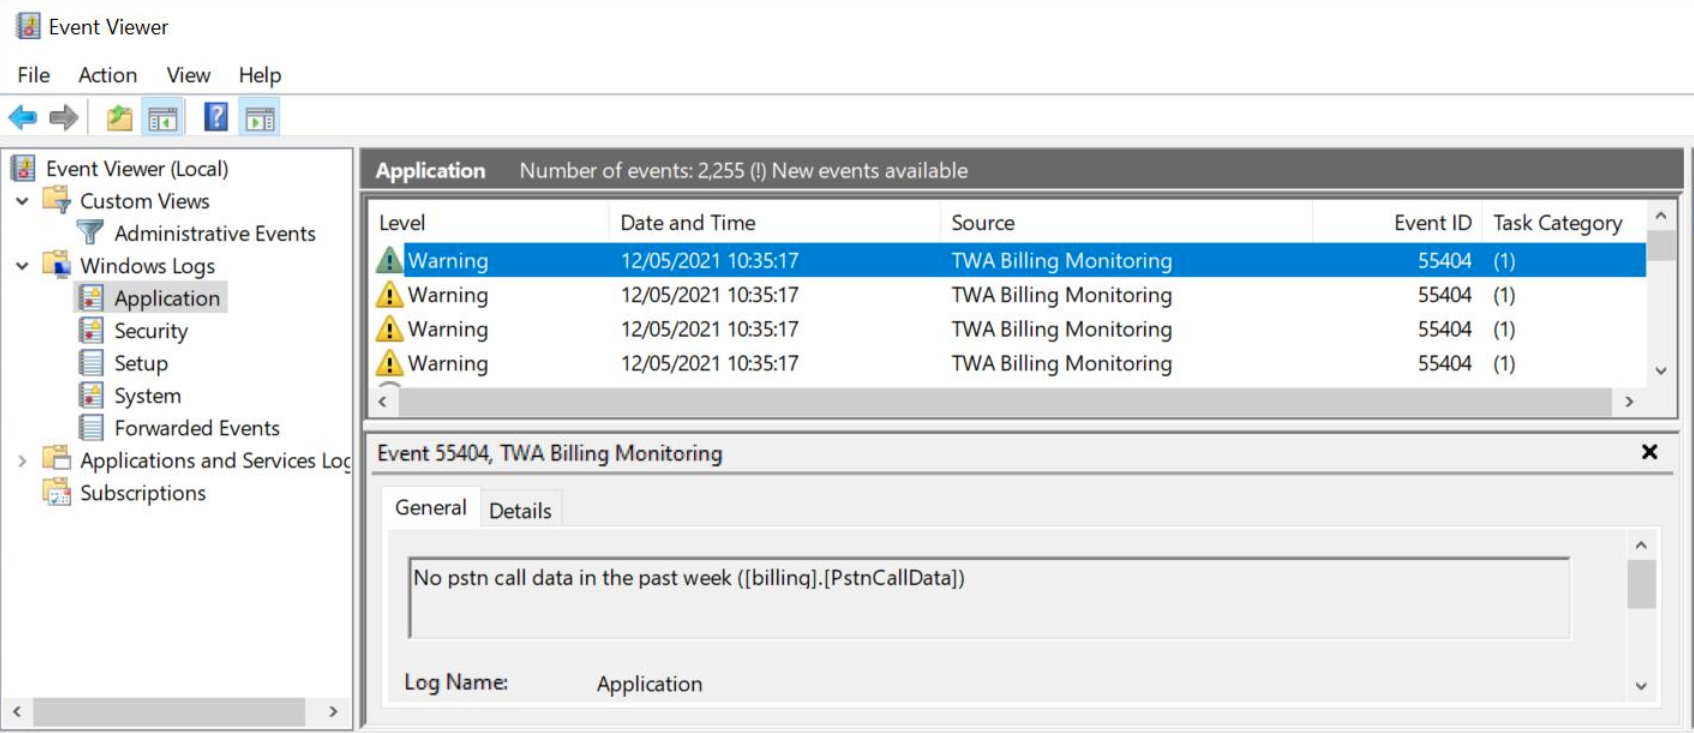 Event Viewer
File Action View Help
Event Viewer (Local)
Custom Views
Administrative Events
Windows Logs
Application
Security
Setup
System
Forwarded Events
Applications and Services Log
Subscriptions
Application Number of events: 2,255 (!) New events available
Level Date and Time Source Event ID Task Category
Warning 12/05/2021 10:35:17 TWA Billing Monitoring 55404 (1)
Warning 12/05/2021 10:35:17 TWA Billing Monitoring 55404 (1)
Warning 12/05/2021 10:35:17 TWA Billing Monitoring 55404 (1)
Warning 12/05/2021 10:35:17 TWA Billing Monitoring 55404 (1)
Event 55404, TWA Billing Monitoring
General Details
No pstn call data in the past week ([billing].[PstnCallData])
Log Name: Application